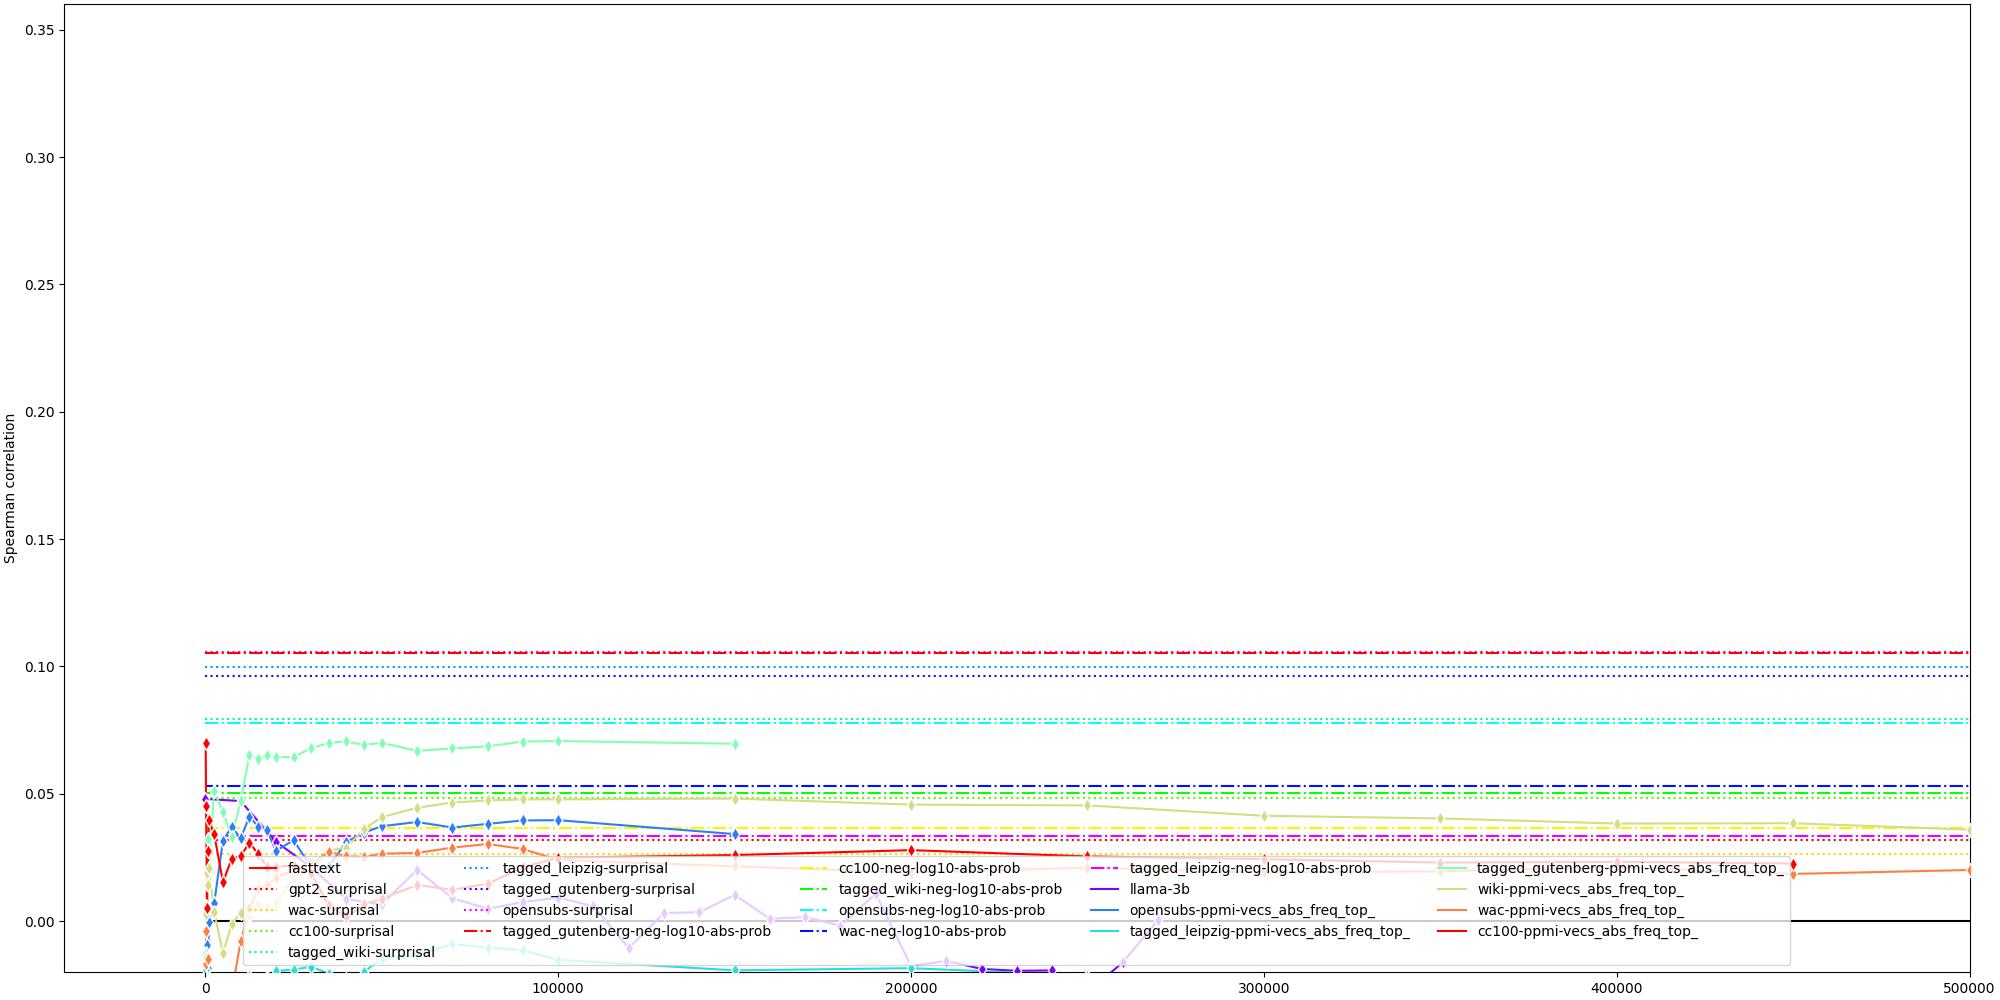 0.35
0.30
0.25
0.20
0.15
0.10
0.05
0.00
Spearman correlation
0
100000
200000
300000
400000
500000
fasttext
gpt2_surprisal
wac-surprisal
cc100-surprisal
tagged_wiki-surprisal
tagged_leipzig-surprisal
tagged_gutenberg-surprisal
opensubs-surprisal
tagged_gutenberg-neg-log10-abs-prob
cc100-neg-log10-abs-prob
tagged_wiki-neg-log10-abs-prob
opensubs-neg-log10-abs-prob
wac-neg-log10-abs-prob
tagged_leipzig-neg-log10-abs-prob
llama-3b
opensubs-ppmi-vecs_abs_freq_top_
tagged_leipzig-ppmi-vecs_abs_freq_top_
tagged_gutenberg-ppmi-vecs_abs_freq_top_
wiki-ppmi-vecs_abs_freq_top_
wac-ppmi-vecs_abs_freq_top_
cc100-ppmi-vecs_abs_freq_top_